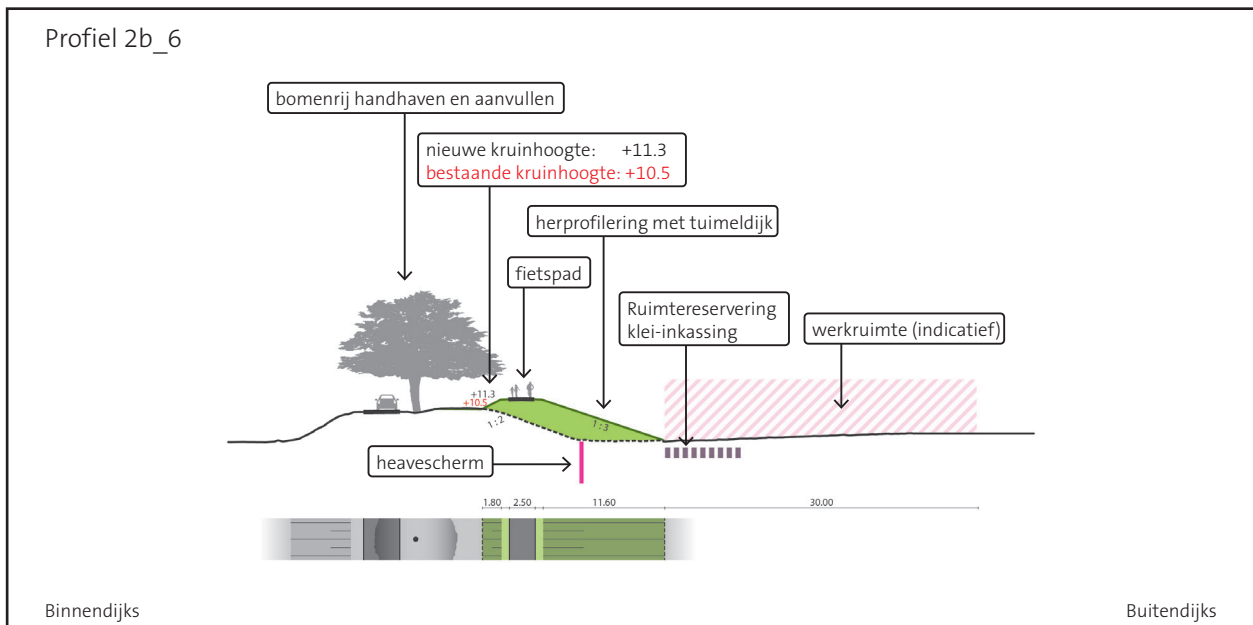 Profiel 2b_6
bomenrij handhaven en aanvullen
nieuwe kruinhoogte: +11.3
bestaande kruinhoogte: +10.5
herprofilering met tuimeldijk
fietspad
Ruimtereservering
klei-inkassing
werkruimte (indicatief)
+11.3
+10.5
1:2
1:3
heavescherm
1.80 2.50 11.60 30.00
Binnendijks
Buitendijks